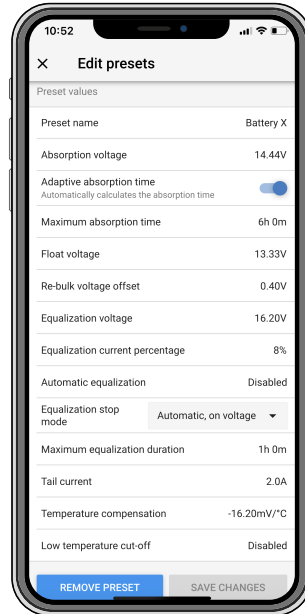 10:52
Edit presets
Preset values
Preset name Battery X
Absorption voltage 14.44V
Adaptive absorption time
Automatically calculates the absorption time
Maximum absorption time 6h 0m
Float voltage 13.33V
Re-bulk voltage offset 0.40V
Equalization voltage 16.20V
Equalization current percentage 8%
Automatic equalization Disabled
Equalization stop
mode Automatic, on voltage
Maximum equalization duration 1h 0m
Tail current 2.0A
Temperature compensation -16.20mV/°C
Low temperature cut-off Disabled
REMOVE PRESET SAVE CHANGES